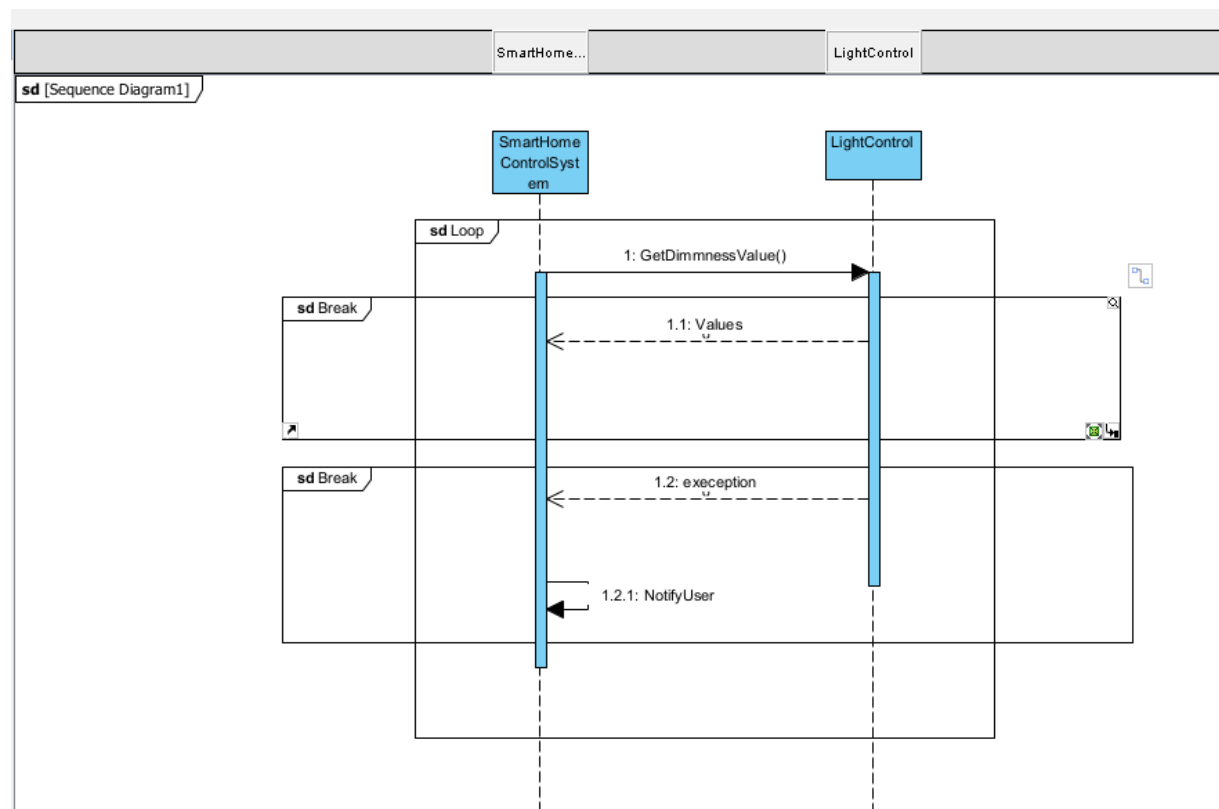 SmartHome...
LightControl
sd [Sequence Diagram1]
SmartHome
ControlSyst
em
LightControl
sd Loop
1: GetDimmnessValue()
sd Break
1.1: Values
sd Break
1.2: exeception
1.2.1: NotifyUser